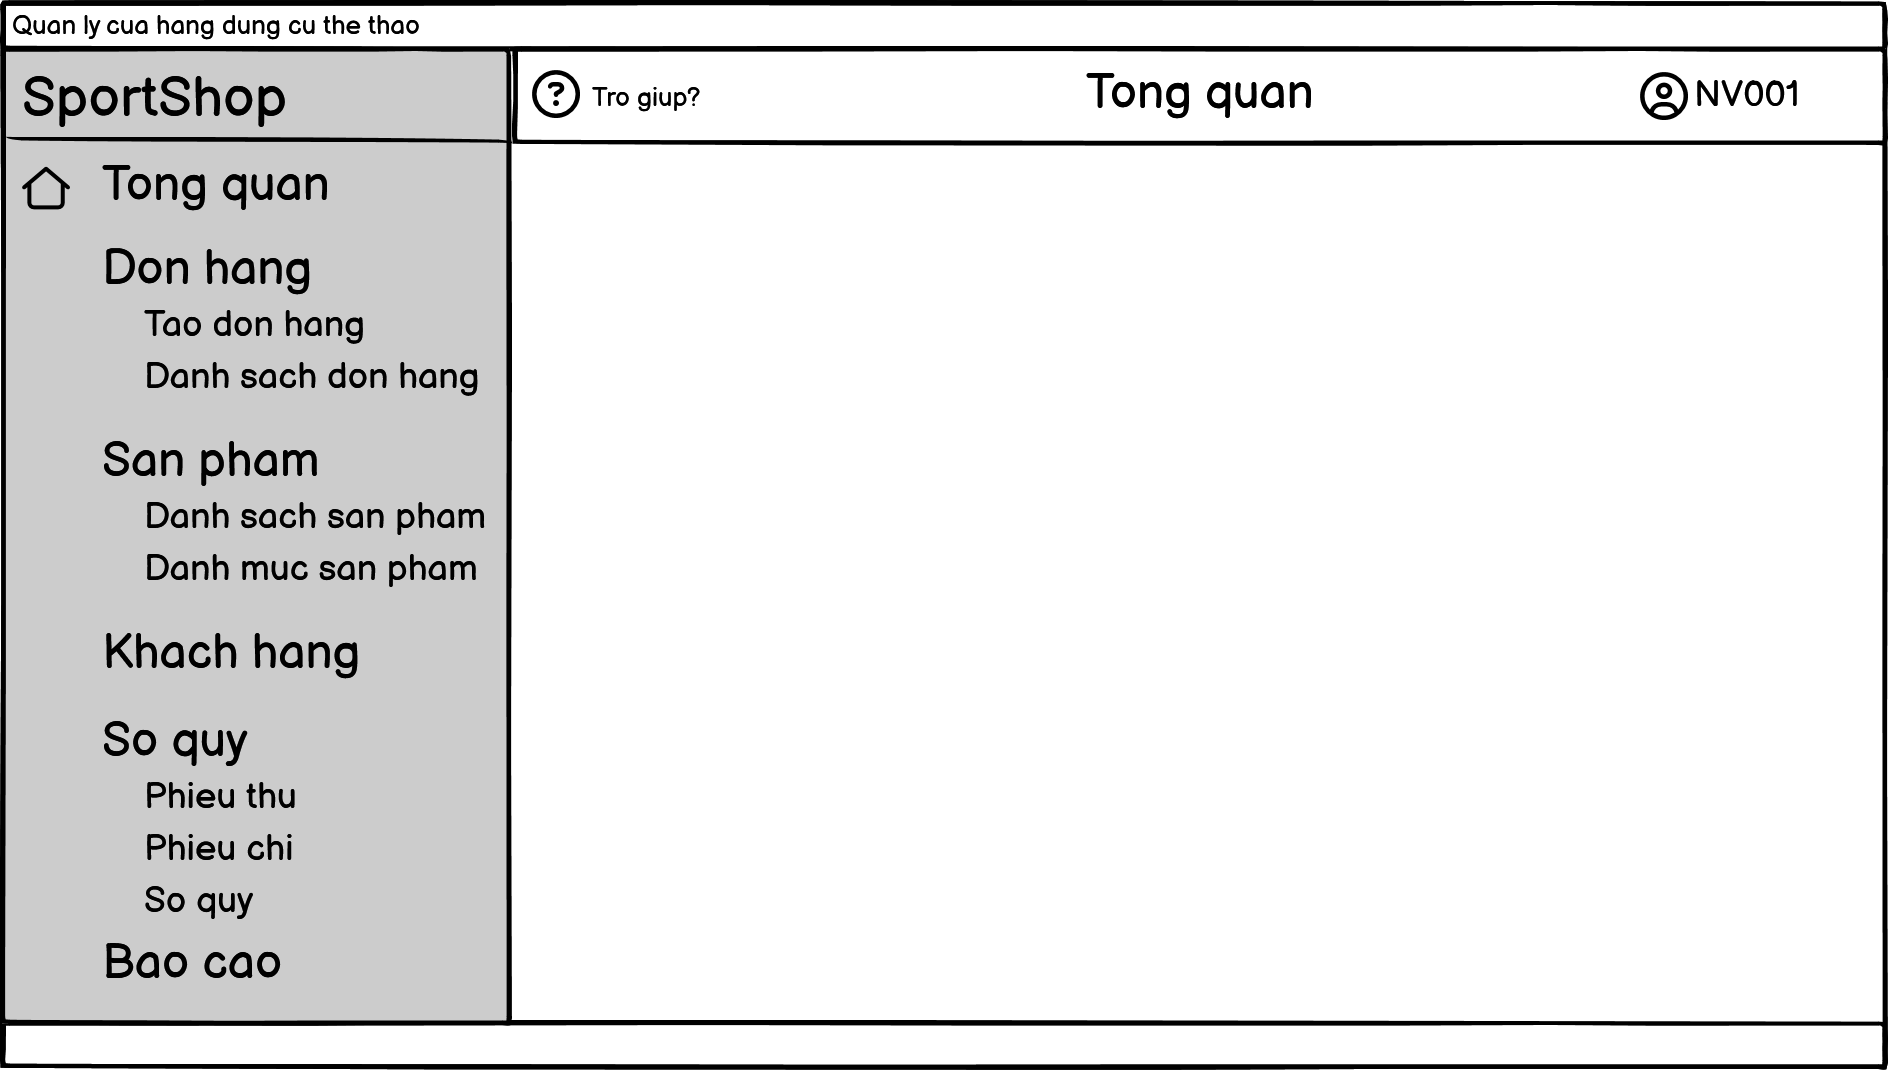 Quan ly cua hang dung cu the thao
SportShop
Tro giup?
Tong quan
NV001
Tong quan
Don hang
Tao don hang
Danh sach don hang
San pham
Danh sach san pham
Danh muc san pham
Khach hang
So quy
Phieu thu
Phieu chi
So quy
Bao cao